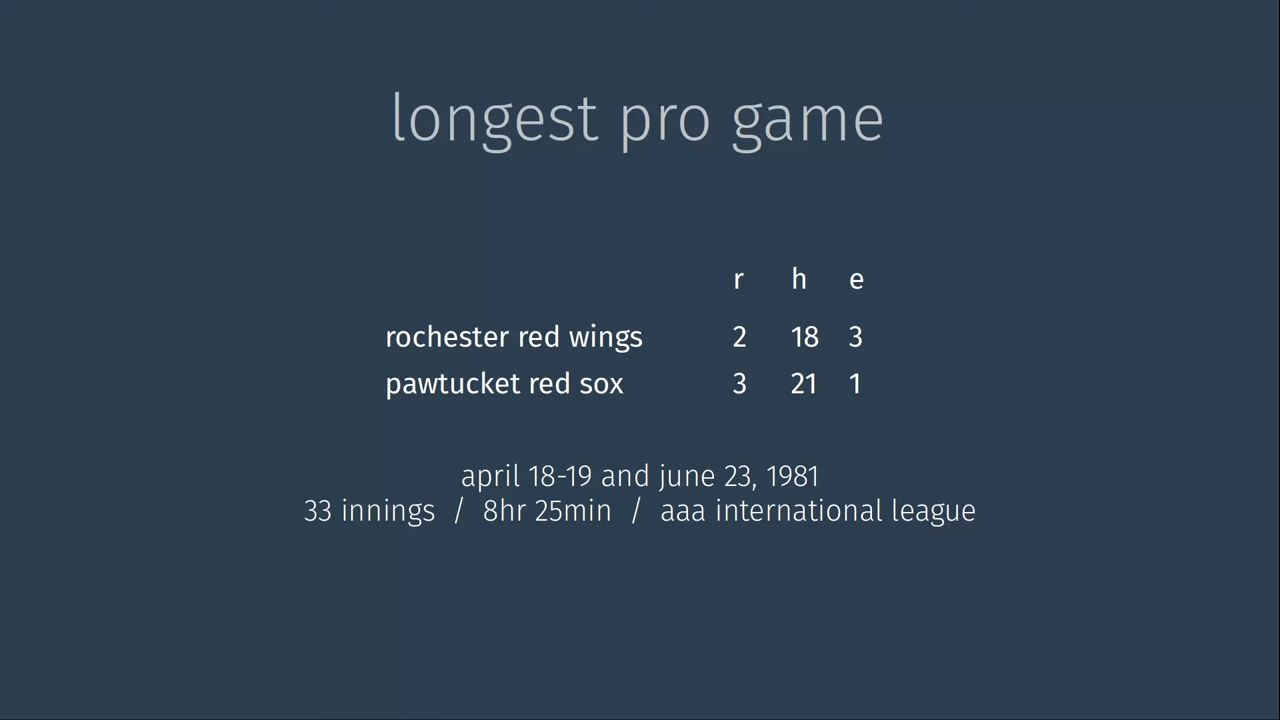 longest pro game
r h e
rochester red wings 2 18 3
pawtucket red sox 3 21 1
april 18-19 and june 23, 1981
33 innings / 8hr 25min / aaa international league